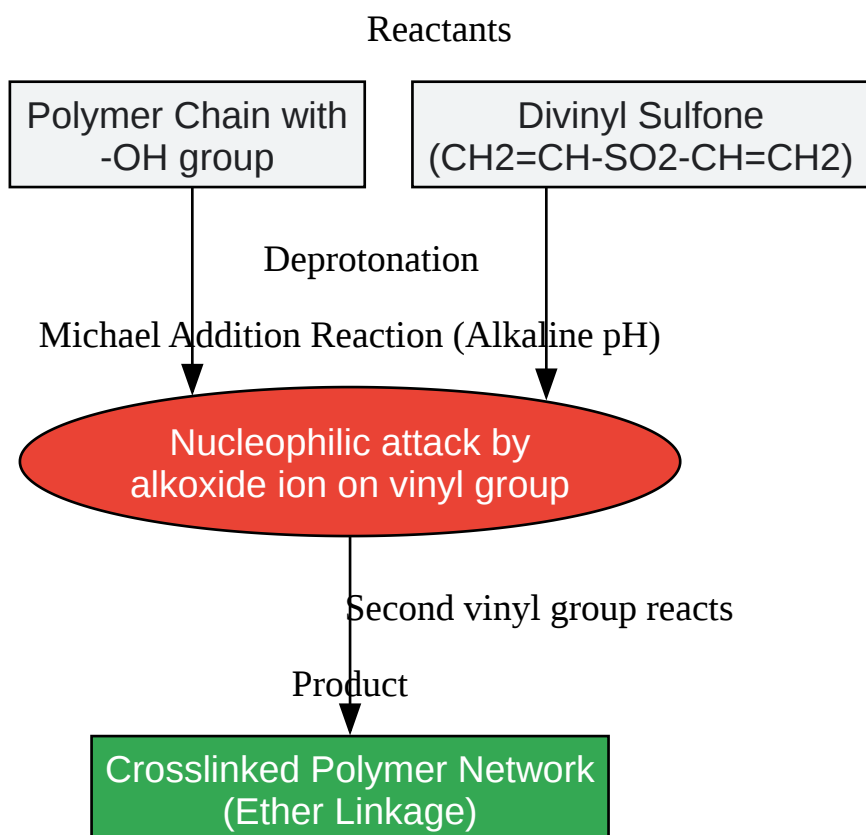 Reactants
Polymer Chain with
-OH group
Divinyl Sulfone
(CH2=CH-SO2-CH=CH2)
Deprotonation
Michael Addition Reaction (Alkaline pH)
Nucleophilic attack by
alkoxide ion on vinyl group
Second vinyl group reacts
Product
Crosslinked Polymer Network
(Ether Linkage)